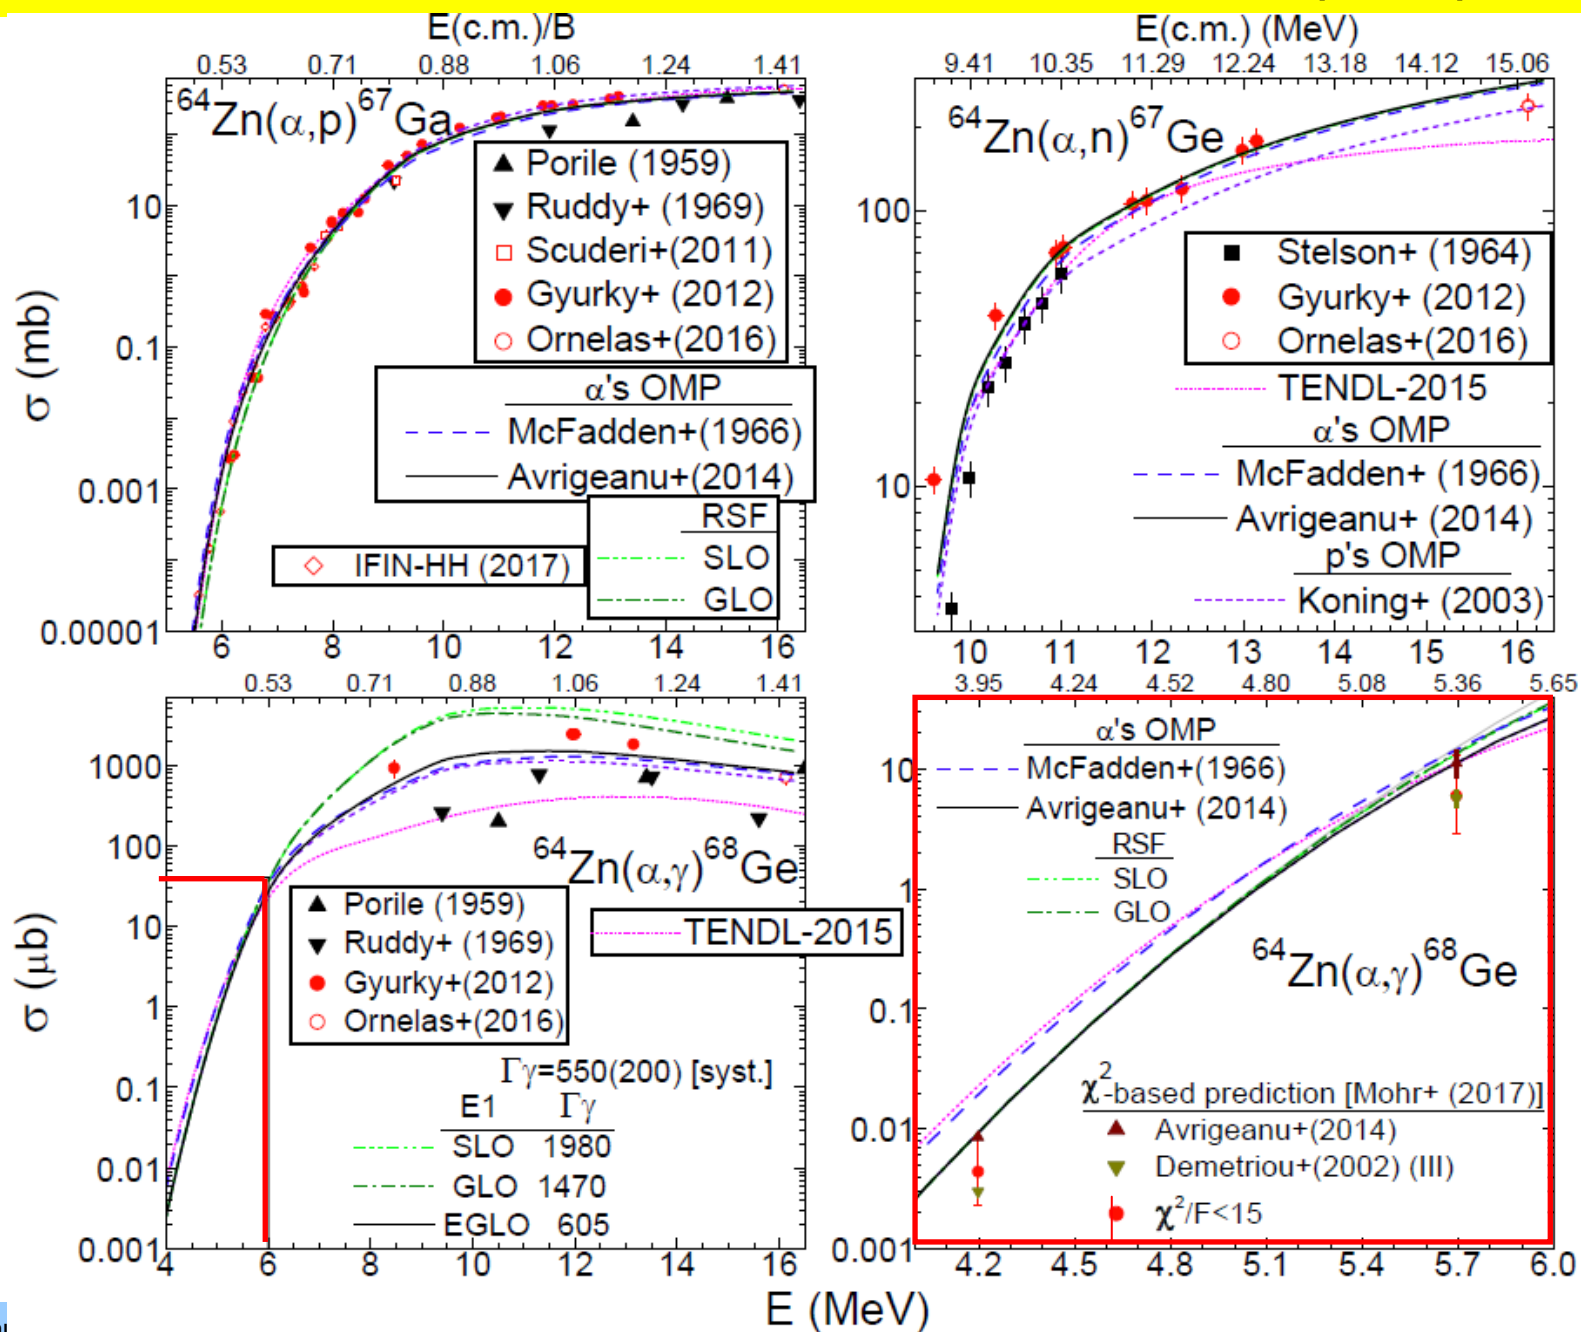 E(c.m.)/B
0.53 0.71 0.88 1.06 1.24 1.41
64Zn(α,p)67Ga
Porile (1959)
Ruddy+ (1969)
Scuderi+(2011)
Gyurky+ (2012)
Ornelas+(2016)
α's OMP
McFadden+(1966)
Avrigeanu+(2014)
RSF
SLO
GLO
IFIN-HH (2017)
σ (mb)
10
0.1
0.001
0.00001
6 8 10 12 14 16
E(c.m.) (MeV)
9.41 10.35 11.29 12.24 13.18 14.12 15.06
64Zn(α,n)67Ge
Stelson+ (1964)
Gyurky+ (2012)
Ornelas+(2016)
TENDL-2015
α's OMP
McFadden+ (1966)
Avrigeanu+ (2014)
p's OMP
Koning+ (2003)
100
10
10 11 12 13 14 15 16
0.53 0.71 0.88 1.06 1.24 1.41
64Zn(α,γ)68Ge
Porile (1959)
Ruddy+ (1969)
Gyurky+(2012)
Ornelas+(2016)
TENDL-2015
Γγ=550(200) [syst.]
E1 Γγ
SLO 1980
GLO 1470
EGLO 605
σ (μb)
1000
100
10
1
0.1
0.01
0.001
4 6 8 10 12 14 16
3.95 4.24 4.52 4.80 5.08 5.36 5.65
α's OMP
McFadden+(1966)
Avrigeanu+ (2014)
RSF
SLO
GLO
64Zn(α,γ)68Ge
χ2-based prediction [Mohr+ (2017)]
Avrigeanu+(2014)
Demetriou+(2002) (III)
χ2/F<15
10
1
0.1
0.01
0.001
4.2 4.5 4.8 5.1 5.4 5.7 6.0
E (MeV)